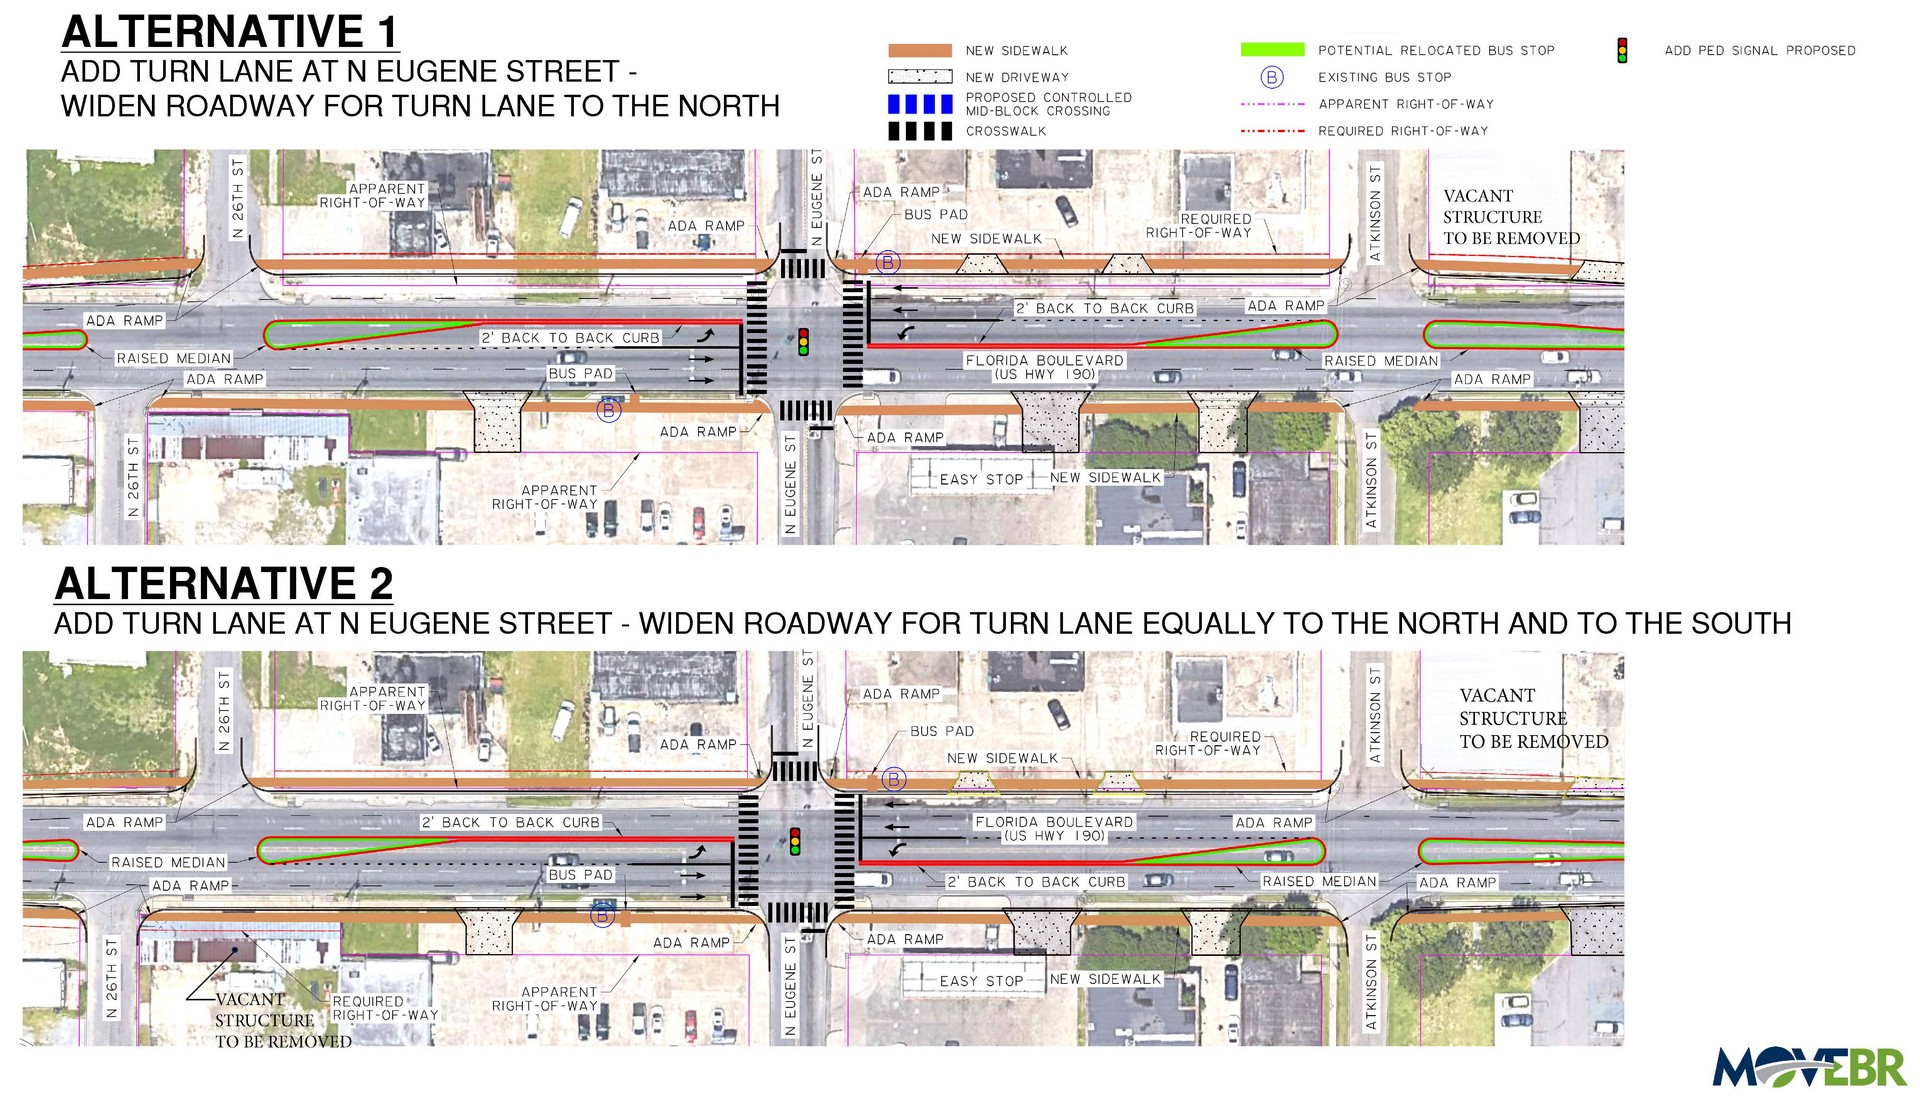 ALTERNATIVE 1
ADD TURN LANE AT N EUGENE STREET -
WIDEN ROADWAY FOR TURN LANE TO THE NORTH
NEW SIDEWALK
NEW DRIVEWAY
PROPOSED CONTROLLED
MID-BLOCK CROSSING
CROSSWALK
POTENTIAL RELOCATED BUS STOP
B
EXISTING BUS STOP
APPARENT RIGHT-OF-WAY
REQUIRED RIGHT-OF-WAY
ADD PED SIGNAL PROPOSED
N 26TH ST
APPARENT
RIGHT-OF-WAY
ADA RAMP
N EUGENE ST
ADA RAMP
BUS PAD
B
NEW SIDEWALK
REQUIRED
RIGHT-OF-WAY
ATKINSON ST
VACANT
STRUCTURE
TO BE REMOVED
ADA RAMP
2' BACK TO BACK CURB
RAISED MEDIAN
2' BACK TO BACK CURB
ADA RAMP
FLORIDA BOULEVARD
(US HWY 190)
RAISED MEDIAN
ADA RAMP
BUS PAD
B
ADA RAMP
ADA RAMP
ADA RAMP
N 26TH ST
APPARENT
RIGHT-OF-WAY
N EUGENE ST
EASY STOP
NEW SIDEWALK
ATKINSON ST
ALTERNATIVE 2
ADD TURN LANE AT N EUGENE STREET - WIDEN ROADWAY FOR TURN LANE EQUALLY TO THE NORTH AND TO THE SOUTH
N 26TH ST
APPARENT
RIGHT-OF-WAY
ADA RAMP
N EUGENE ST
ADA RAMP
BUS PAD
B
NEW SIDEWALK
REQUIRED
RIGHT-OF-WAY
ATKINSON ST
VACANT
STRUCTURE
TO BE REMOVED
ADA RAMP
2' BACK TO BACK CURB
FLORIDA BOULEVARD
(US HWY 190)
ADA RAMP
RAISED MEDIAN
ADA RAMP
BUS PAD
B
2' BACK TO BACK CURB
RAISED MEDIAN
ADA RAMP
ADA RAMP
ADA RAMP
N 26TH ST
VACANT
STRUCTURE
TO BE REMOVED
REQUIRED
RIGHT-OF-WAY
APPARENT
RIGHT-OF-WAY
N EUGENE ST
EASY STOP
NEW SIDEWALK
ATKINSON ST
MOVEBR